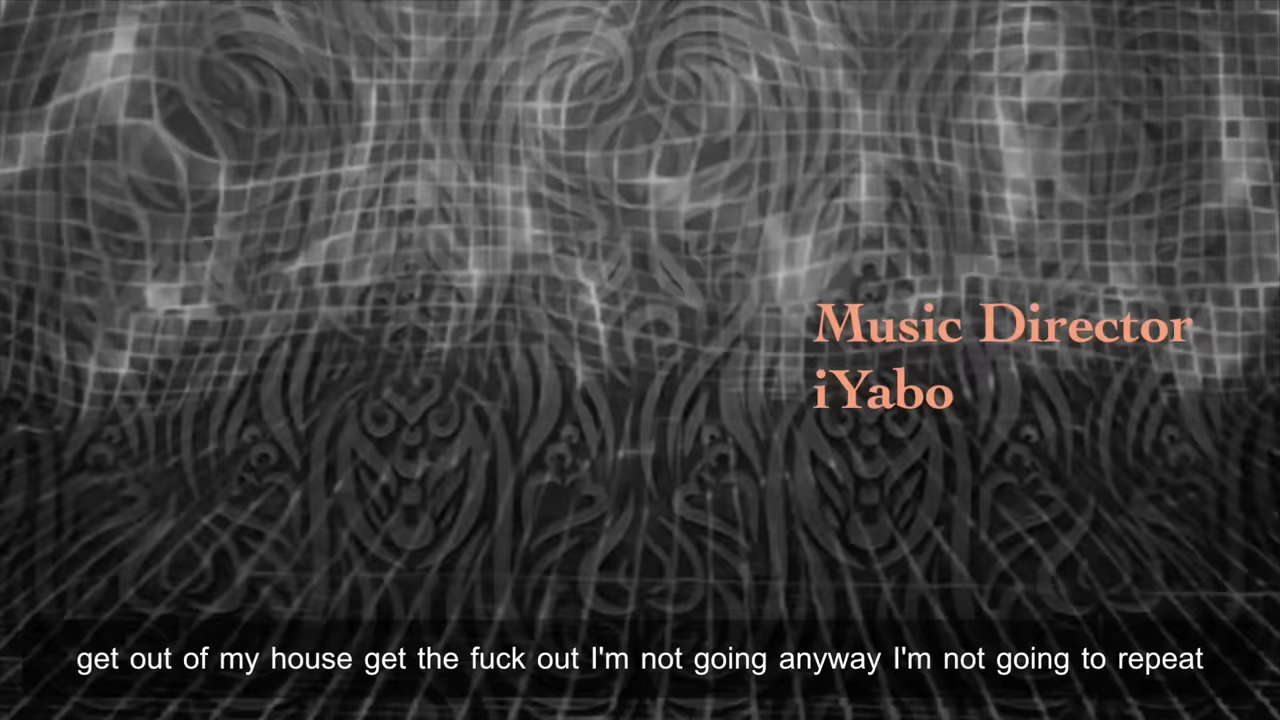 Music Director
iYabo
get out of my house get the fuck out I'm not going anyway I'm not going to repeat